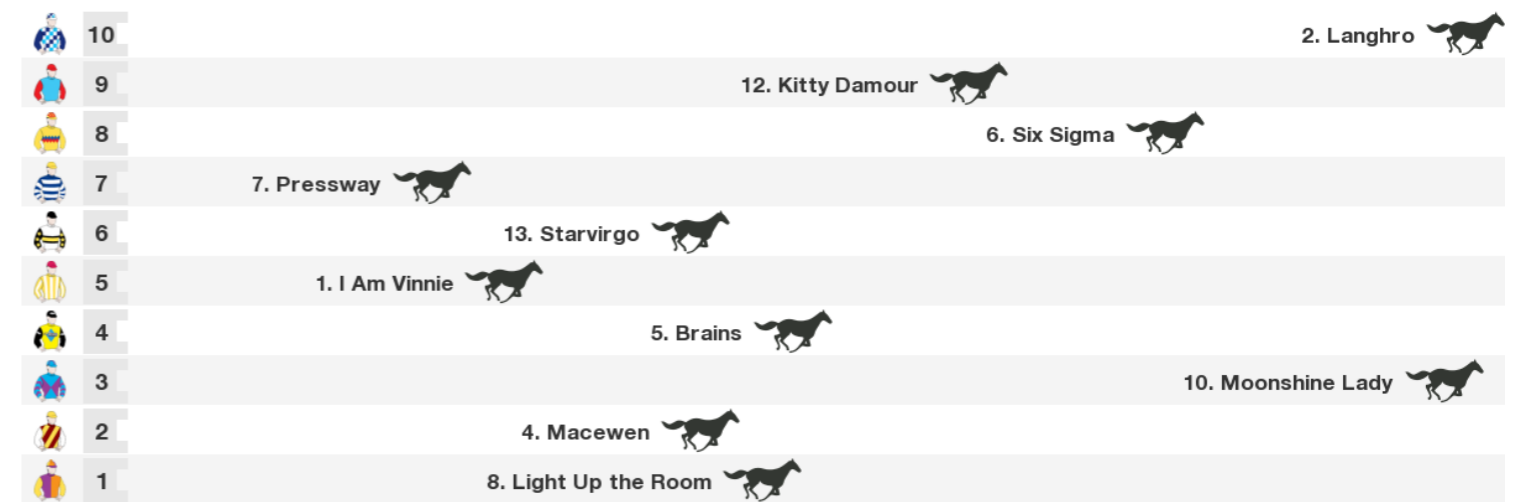 10 2. Langhro
9 12. Kitty Damour
8 6. Six Sigma
7 7. Pressway
6 13. Starvirgo
5 1. I Am Vinnie
4 5. Brains
3 10. Moonshine Lady
2 4. Macewen
1 8. Light Up the Room